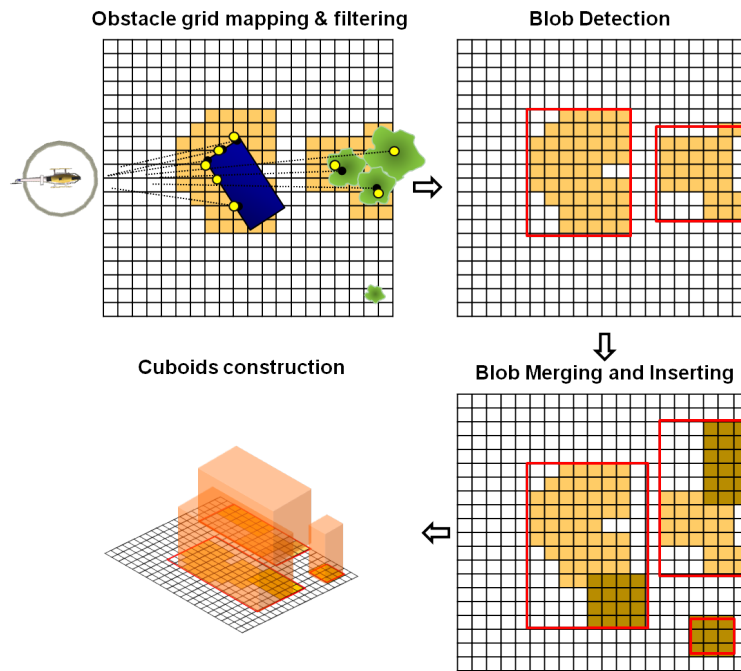 Obstacle grid mapping & filtering
Blob Detection
Cuboids construction
Blob Merging and Inserting